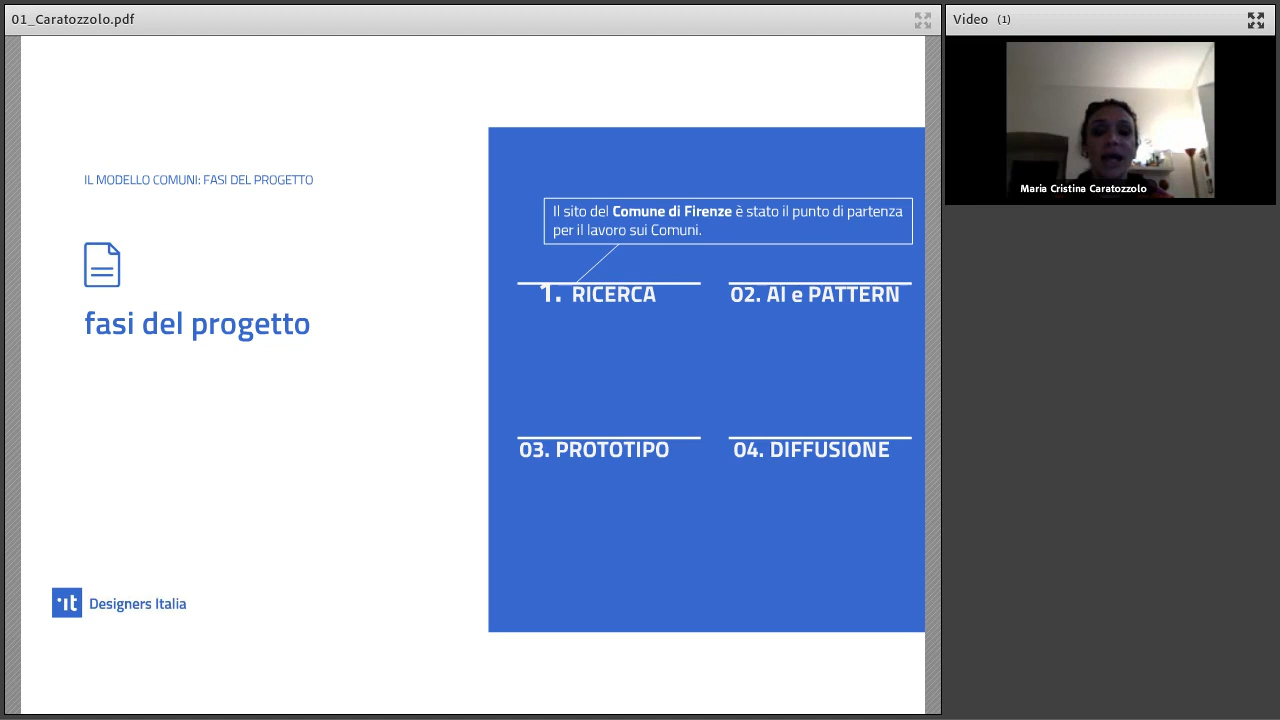 01_Caratozzolo.pdf
Video (1)
Maria Cristina Caratozzolo
IL MODELLO COMUNI: FASI DEL PROGETTO
fasi del progetto
Il sito del Comune di Firenze è stato il punto di partenza
per il lavoro sui Comuni.
1. RICERCA
02. AI e PATTERN
03. PROTOTIPO
04. DIFFUSIONE
.it Designers Italia